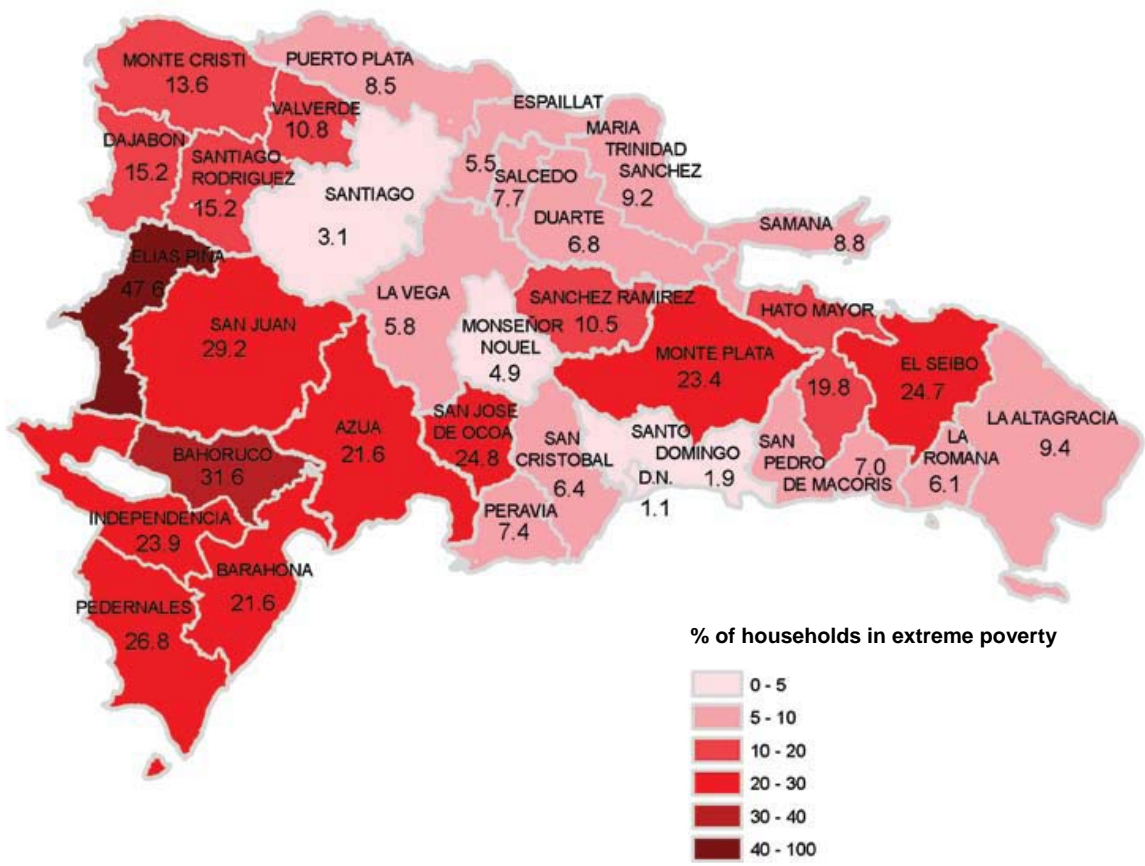 MONTE CRISTI
13.6
PUERTO PLATA
8.5
ESPAILLAT
5.5
VALVERDE
10.8
MARIA
TRINIDAD
SANCHEZ
9.2
DAJABON
15.2
SANTIAGO
RODRIGUEZ
15.2
SALCEDO
7.7
SANTIAGO
3.1
DUARTE
6.8
SAMANA
8.8
ELIAS PIÑA
47.6
LA VEGA
5.8
SANCHEZ RAMIREZ
10.5
HATO MAYOR
19.8
SAN JUAN
29.2
MONSEÑOR
NOUEL
4.9
MONTE PLATA
23.4
EL SEIBO
24.7
LA ALTAGRACIA
9.4
AZUA
21.6
SAN JOSE
DE OCOA
24.8
SAN
CRISTOBAL
6.4
SANTO
DOMINGO
1.9
D.N.
1.1
SAN
PEDRO
DE MACORIS
7.0
LA
ROMANA
6.1
BAHORUCO
31.6
PERAVIA
7.4
INDEPENDENCIA
23.9
BARAHONA
21.6
PEDERNALES
26.8
% of households in extreme poverty
0 - 5
5 - 10
10 - 20
20 - 30
30 - 40
40 - 100